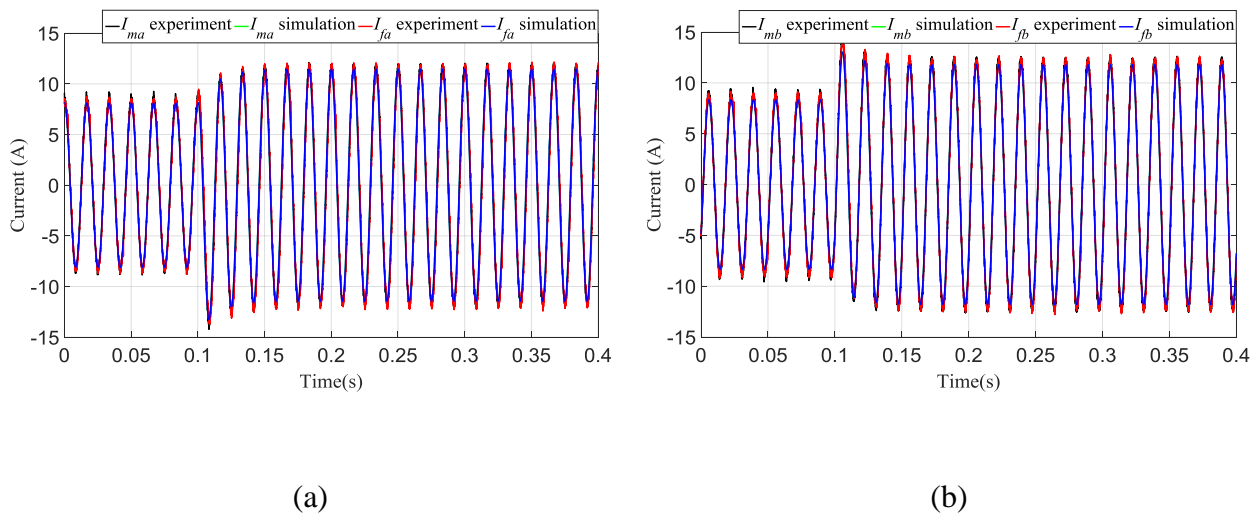 I_ma experiment I_ma simulation I_fa experiment I_fa simulation
15
10
5
0
-5
-10
-15
Current (A)
0 0.05 0.1 0.15 0.2 0.25 0.3 0.35 0.4
Time(s)
(a)
I_mb experiment I_mb simulation I_fb experiment I_fb simulation
15
10
5
0
-5
-10
-15
Current (A)
0 0.05 0.1 0.15 0.2 0.25 0.3 0.35 0.4
Time(s)
(b)